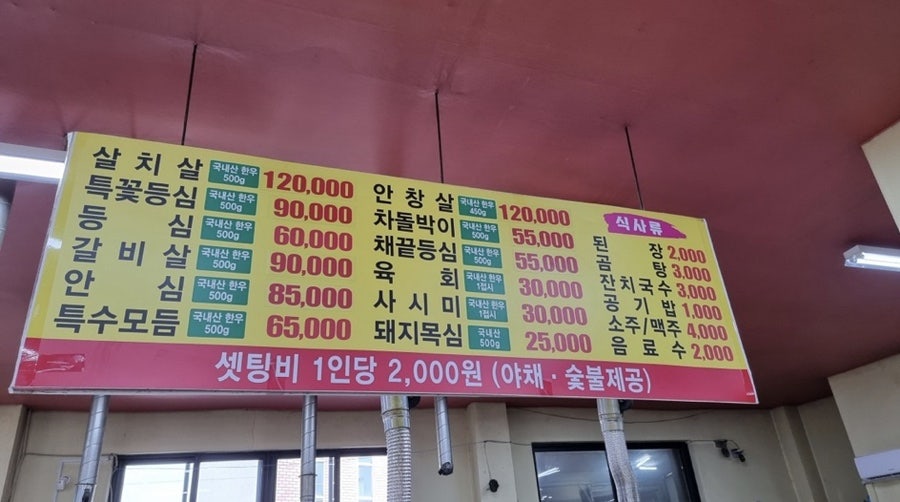 살치살 국내산 한우 500g 120,000
특꽃등심 국내산 한우 500g 90,000
등심 국내산 한우 500g 60,000
갈비살 국내산 한우 500g 90,000
안심 국내산 한우 500g 85,000
특수모듬 국내산 한우 500g 65,000
안창살 국내산 한우 450g 120,000
차돌박이 국내산 한우 500g 55,000
채끝등심 국내산 한우 500g 55,000
육회 국내산 한우 1접시 30,000
사시미 국내산 한우 1접시 30,000
돼지목심 국내산 500g 25,000
식사류
된장 2,000
곰탕 3,000
잔치국수 3,000
공기밥 1,000
소주/맥주 4,000
음료수 2,000
셋팅비 1인당 2,000원 (야채·숯불제공)